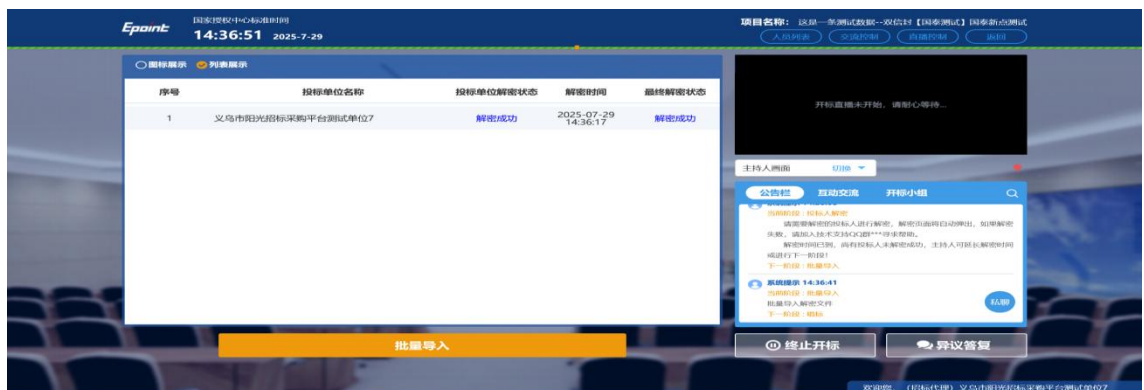 Epoint
国家授权中心标准时间
14:36:51 2025-7-29
项目名称： 这是一条测试数据--双信封【国泰测试】国泰新点测试
人员列表 交流控制 直播控制 返回
图标展示 列表展示
序号 投标单位名称 投标单位解密状态 解密时间 最终解密状态
1 义乌市阳光招标采购平台测试单位7 解密成功 2025-07-29 14:36:17 解密成功
开标直播未开始，请耐心等待...
主持人画面 切换
公告栏 互动交流 开标小组
当前阶段：投标人解密
请需要解密的投标人进行解密，解密页面将自动弹出，如果解密
失败，请加入技术支持QQ群***寻求帮助。
解密时间已到，尚有投标人未解密成功，主持人可延长解密时间
或进行下一阶段！
下一阶段：批量导入
系统提示 14:36:41
当前阶段：批量导入
批量导入解密文件
下一阶段：唱标
私聊
批量导入
终止开标 异议答复
欢迎您，（招标代理）义乌市阳光招标采购平台测试单位7